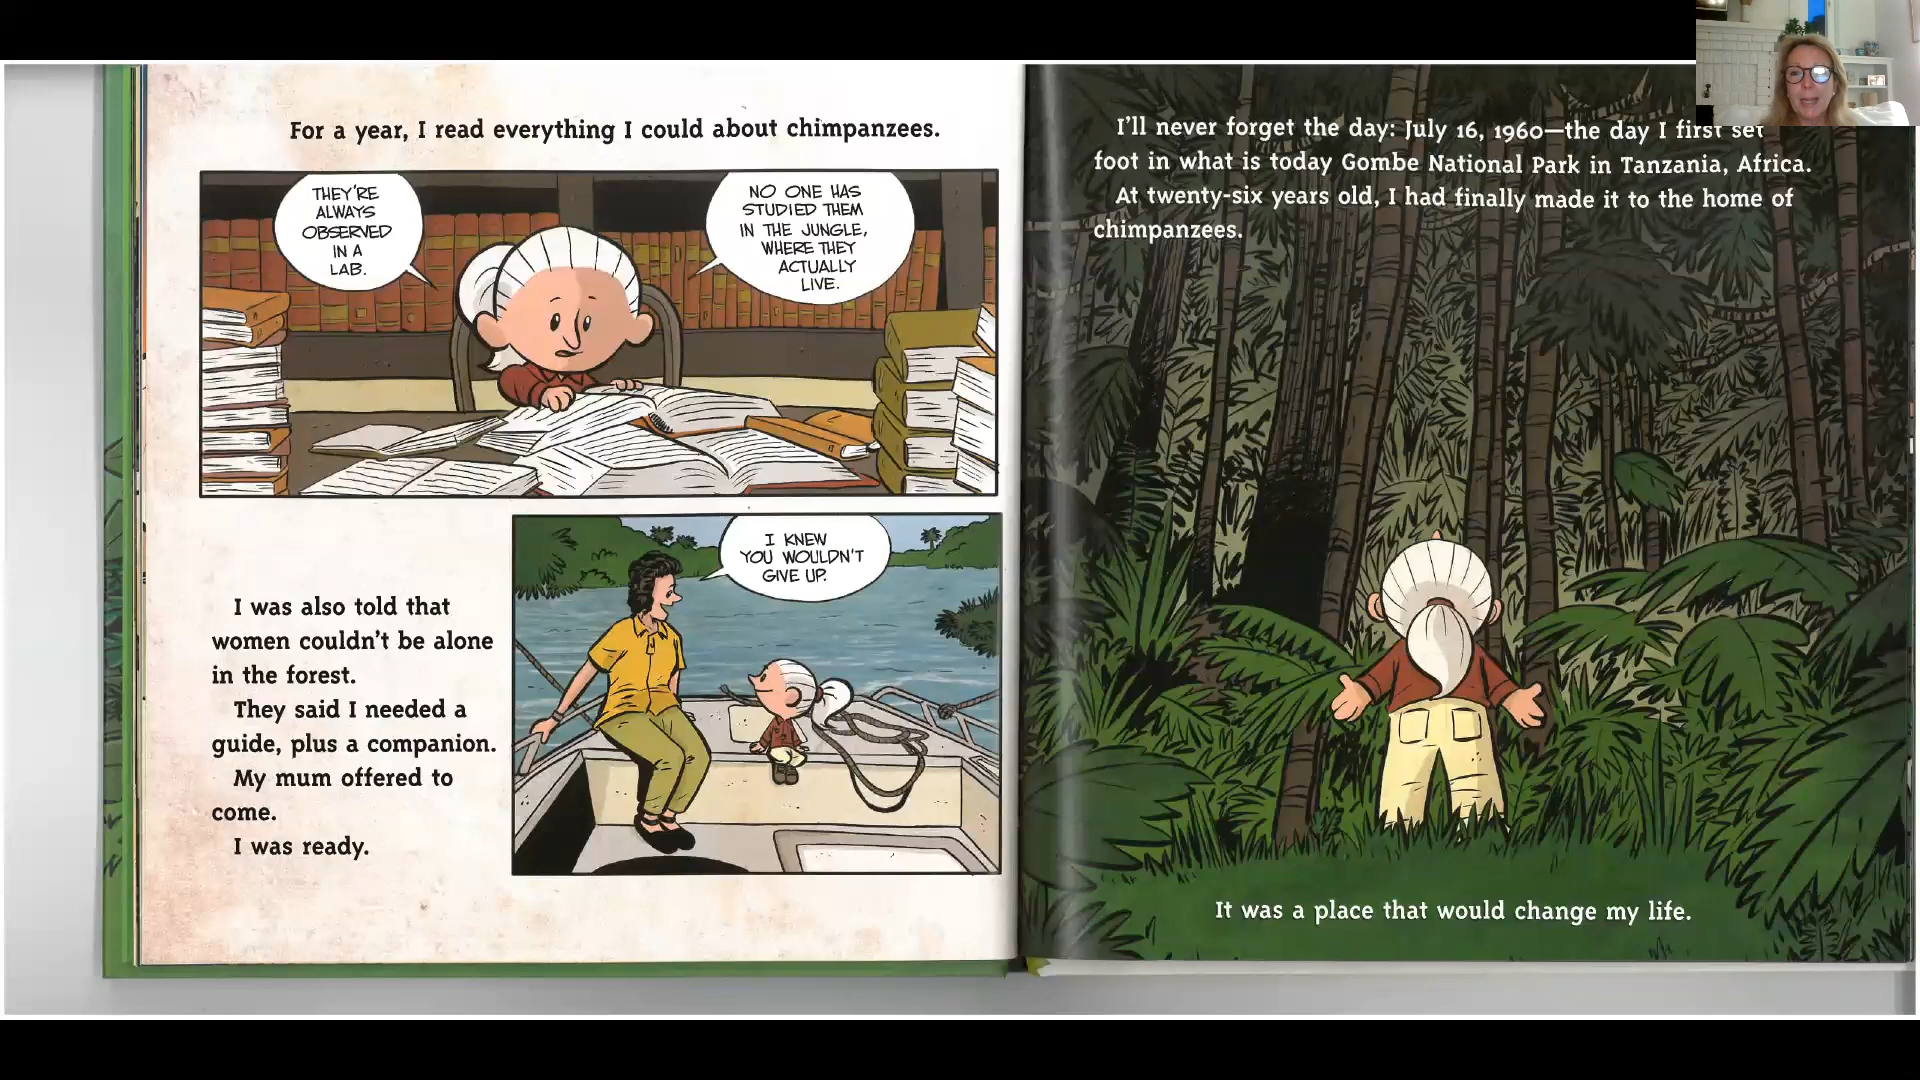 For a year, I read everything I could about chimpanzees.
THEY'RE
ALWAYS
OBSERVED
IN A
LAB.
NO ONE HAS
STUDIED THEM
IN THE JUNGLE,
WHERE THEY
ACTUALLY
LIVE.
I was also told that
women couldn't be alone
in the forest.
They said I needed a
guide, plus a companion.
My mum offered to
come.
I was ready.
I KNEW
YOU WOULDN'T
GIVE UP.
I'll never forget the day: July 16, 1960—the day I first set
foot in what is today Gombe National Park in Tanzania, Africa.
At twenty-six years old, I had finally made it to the home of
chimpanzees.
It was a place that would change my life.